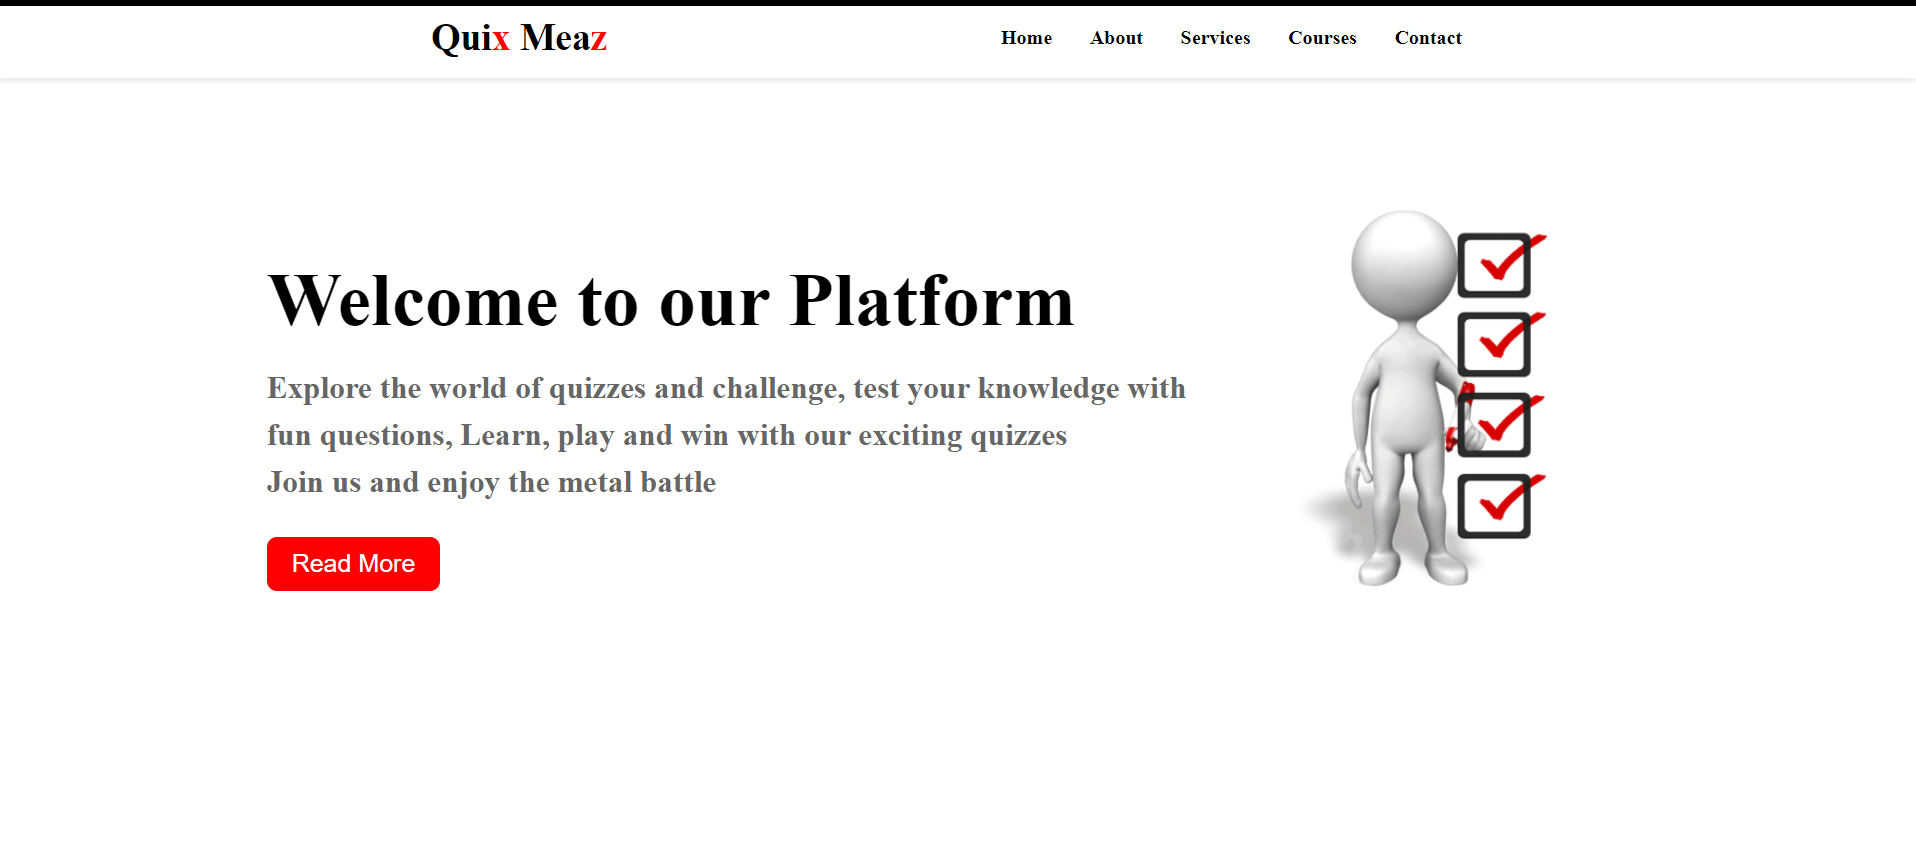 Quix Meaz
Home About Services Courses Contact
Welcome to our Platform
Explore the world of quizzes and challenge, test your knowledge with
fun questions, Learn, play and win with our exciting quizzes
Join us and enjoy the metal battle
Read More